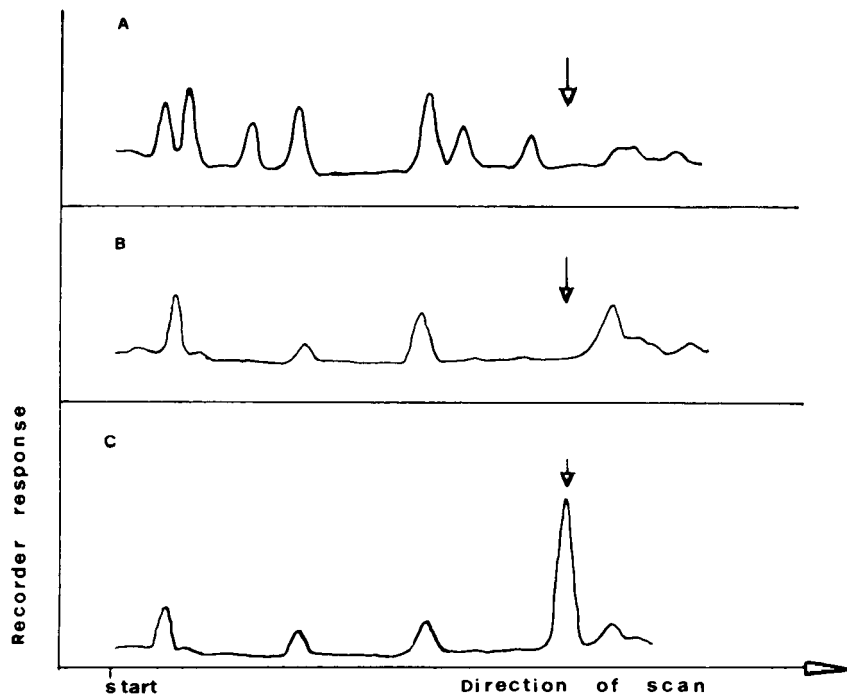 A
B
C
Recorder response
start
Direction of scan